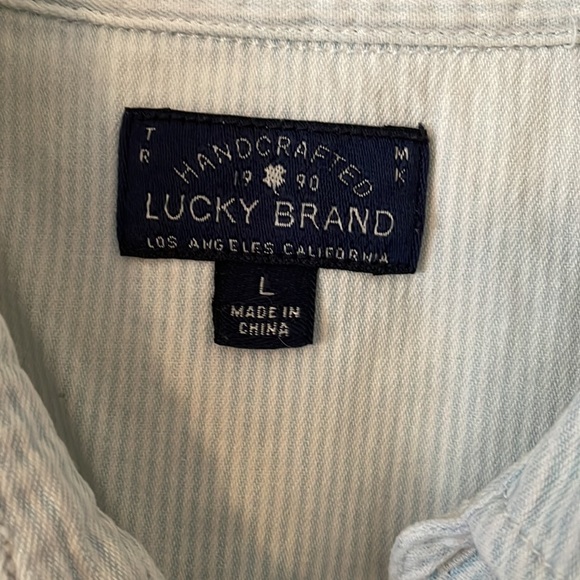 TR MK
HANDCRAFTED
19 90
LUCKY BRAND
LOS ANGELES CALIFORNIA
L
MADE IN
CHINA